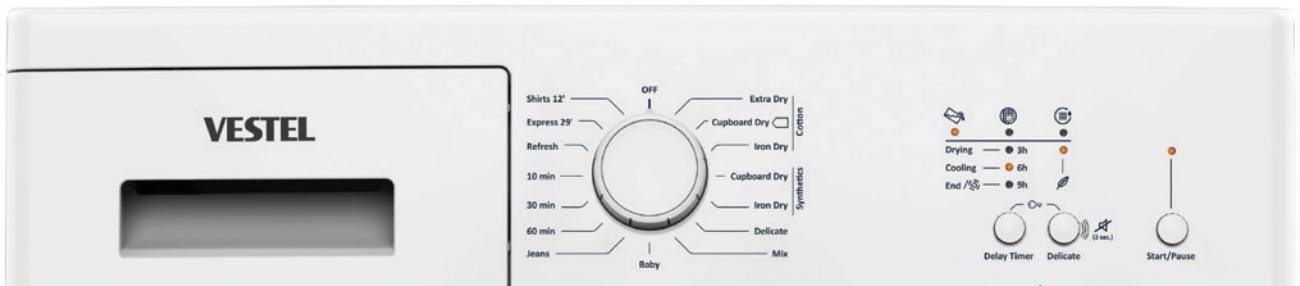 VESTEL
OFF
Shirts 12'
Express 29'
Refresh
10 min
30 min
60 min
Jeans
Baby
Extra Dry
Cupboard Dry
Iron Dry
Cotton
Cupboard Dry
Iron Dry
Synthetics
Delicate
Mix
Drying 3h
Cooling 6h
End / 9h
(3 sec.)
Delay Timer Delicate
Start/Pause